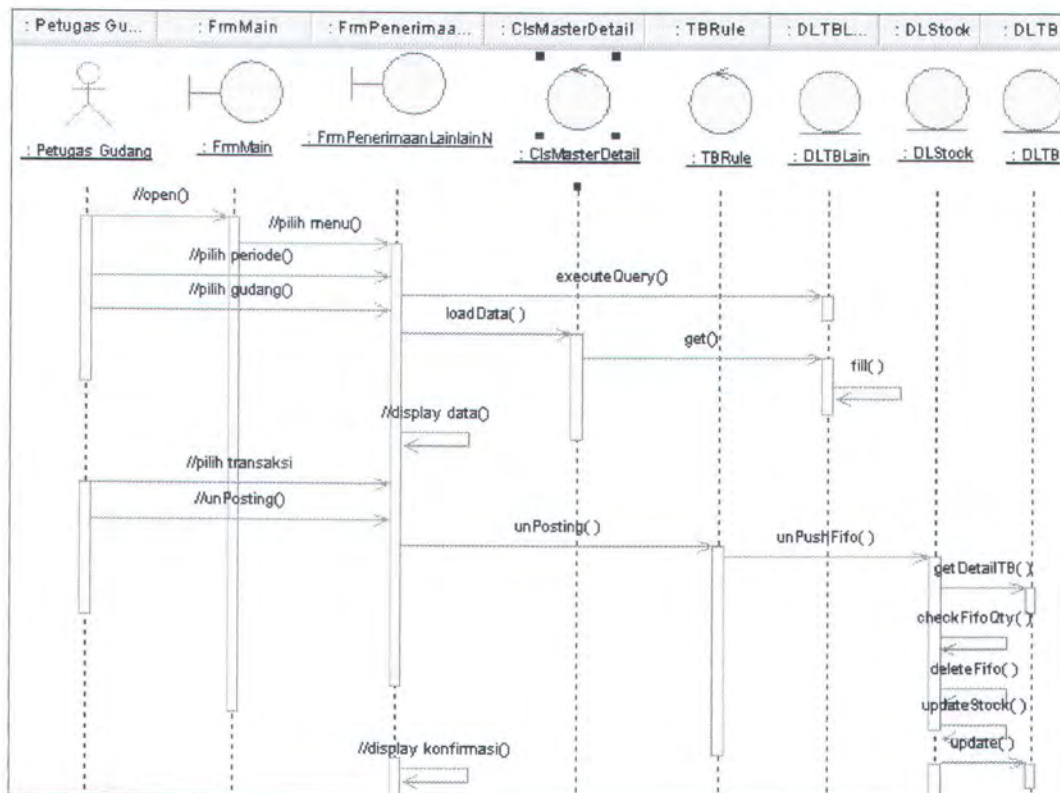 : Petugas Gu...
: FrmMain
: FrmPenerimaa...
: ClsMasterDetail
: TBRule
: DLTBL...
: DLStock
: DLTB
: Petugas Gudang
: FrmMain
: FrmPenerimaanLainlainN
: ClsMasterDetail
: TBRule
: DLTBLain
: DLStock
: DLTB
//open()
//pilih menu()
//pilih periode()
executeQuery()
//pilih gudang()
loadData( )
get()
fill( )
//display data()
//pilih transaksi
//unPosting()
unPosting( )
unPushFifo( )
getDetailTB( )
checkFifoQty( )
deleteFifo( )
updateStock( )
update( )
//display konfirmasi()